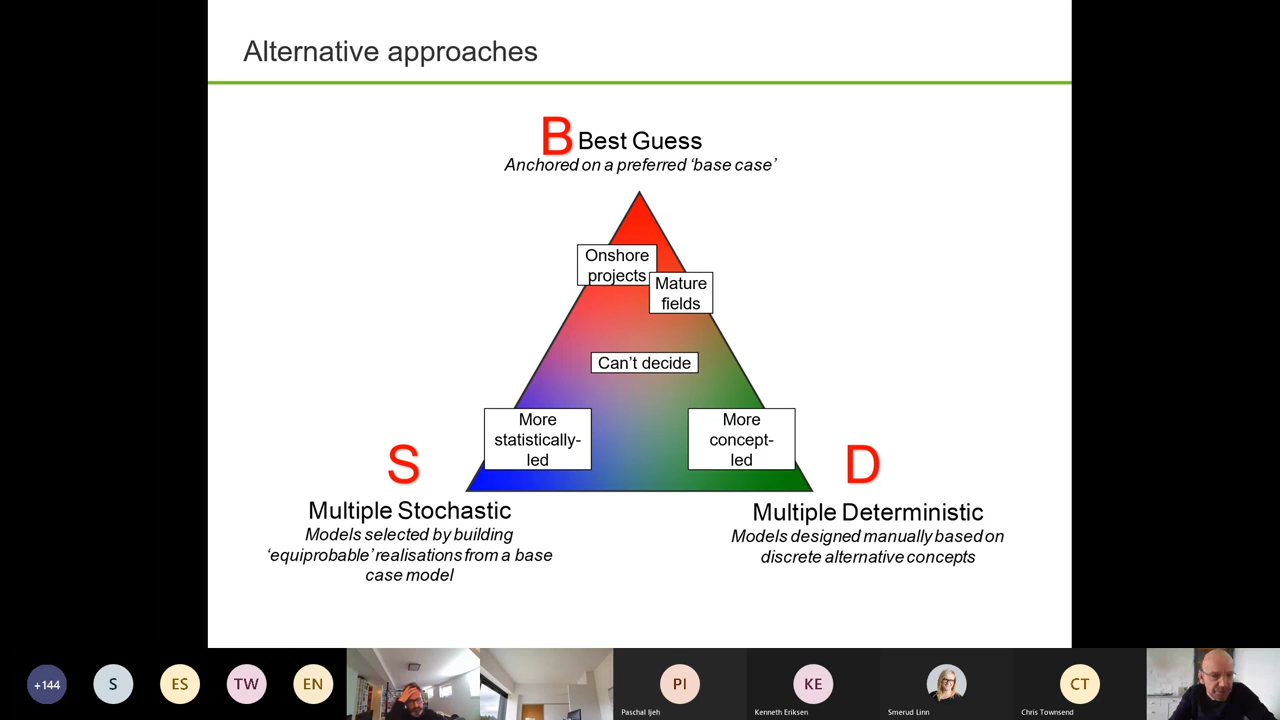 Alternative approaches
B Best Guess
Anchored on a preferred ‘base case’
Onshore
projects
Mature
fields
Can’t decide
More
statistically-
led
More
concept-
led
S
D
Multiple Stochastic
Models selected by building
‘equiprobable’ realisations from a base
case model
Multiple Deterministic
Models designed manually based on
discrete alternative concepts
+144
S
ES
TW
EN
PI
Paschal Ijeh
KE
Kenneth Eriksen
Smerud Linn
CT
Chris Townsend